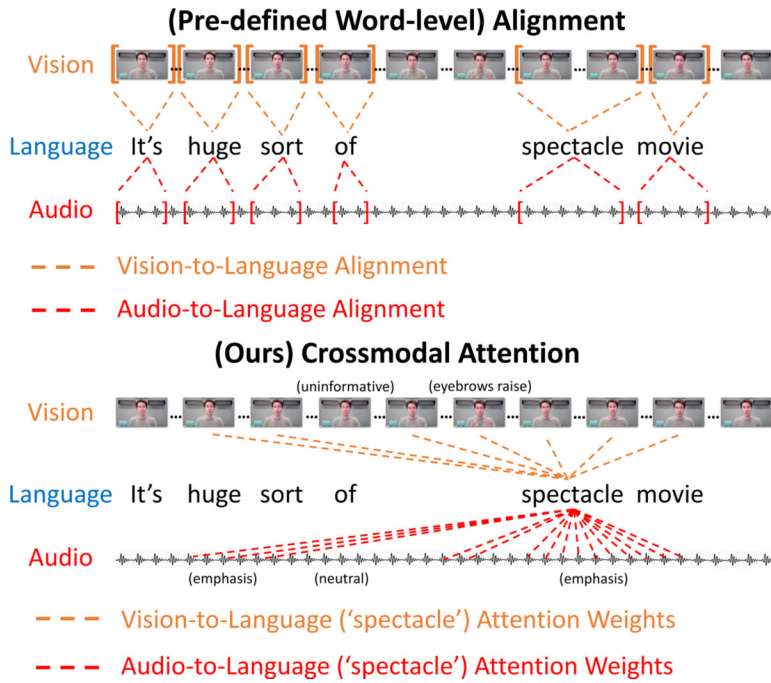 (Pre-defined Word-level) Alignment
Vision
Language It's huge sort of spectacle movie
Audio
Vision-to-Language Alignment
Audio-to-Language Alignment
(Ours) Crossmodal Attention
(uninformative) (eyebrows raise)
Vision
Language It's huge sort of spectacle movie
Audio
(emphasis) (neutral) (emphasis)
Vision-to-Language ('spectacle') Attention Weights
Audio-to-Language ('spectacle') Attention Weights